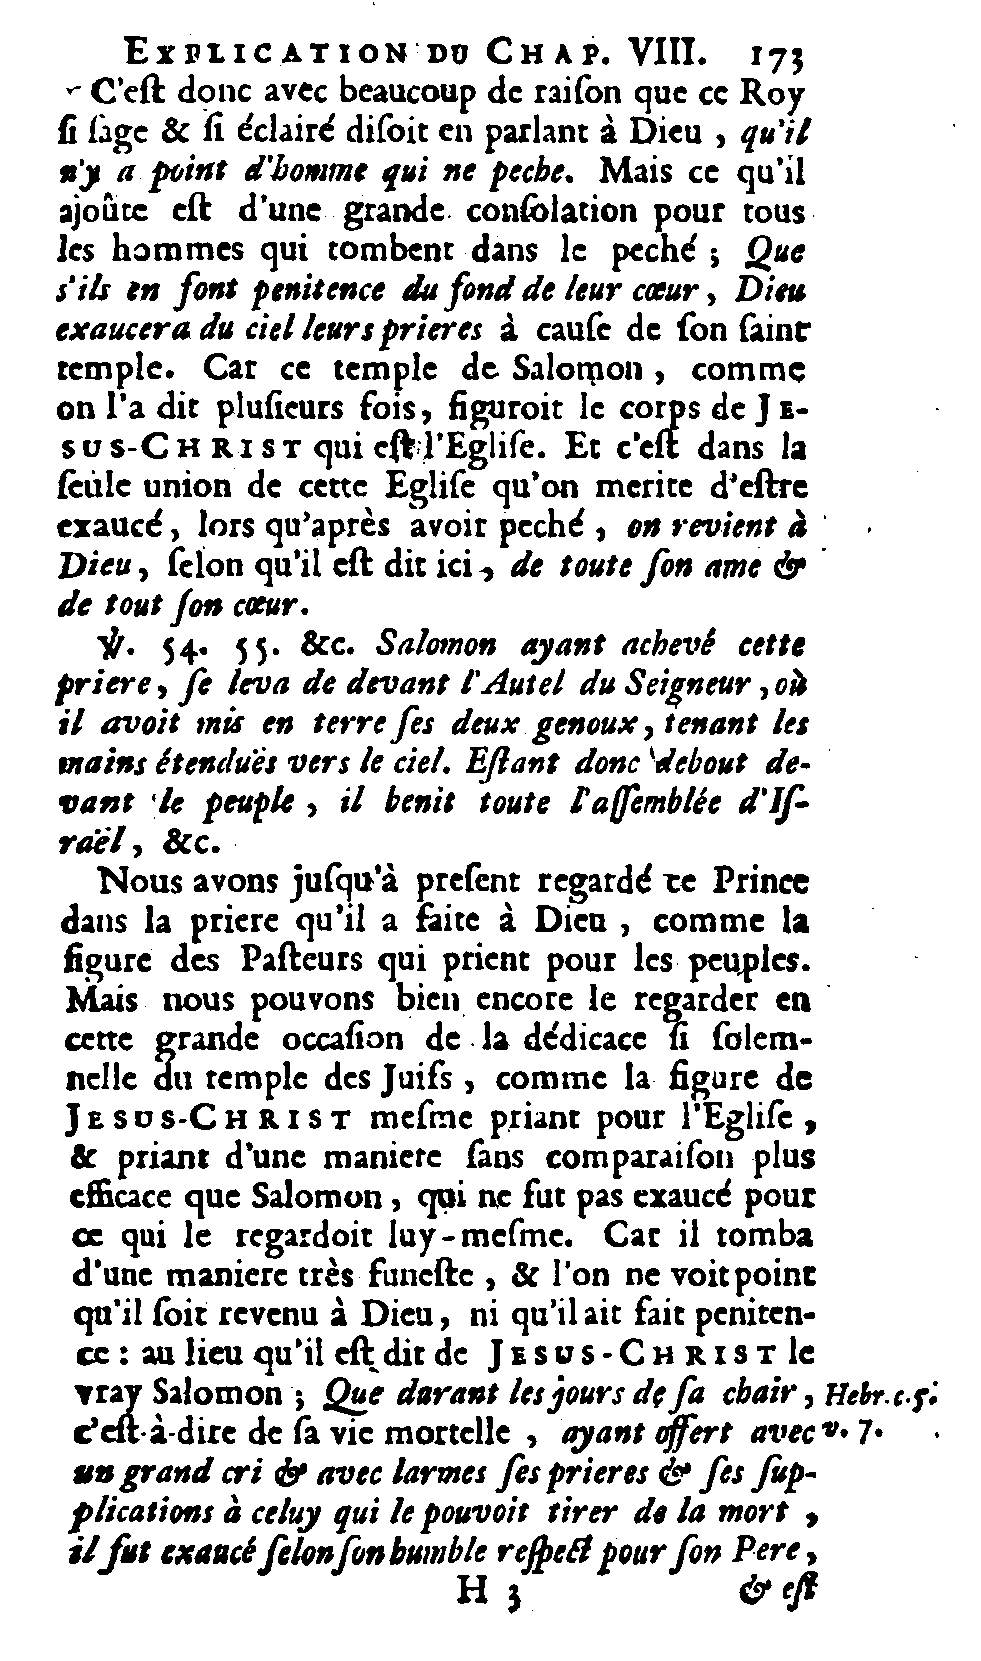 EXPLICATION DU CHAP. VIII. 173
C'eſt donc avec beaucoup de raiſon que ce Roy
ſi ſage & ſi éclairé diſoit en parlant à Dieu, qu'il
n'y a point d'homme qui ne peche. Mais ce qu'il
ajoûte eſt d'une grande conſolation pour tous
les hommes qui tombent dans le peché; Que
s'ils en font penitence du fond de leur cœur, Dieu
exaucera du ciel leurs prieres à cauſe de ſon ſaint
temple. Car ce temple de Salomon, comme
on l'a dit pluſieurs fois, figuroit le corps de JE-
SUS-CHRIST qui eſt l'Egliſe. Et c'eſt dans la
ſeule union de cette Egliſe qu'on merite d'eſtre
exaucé, lors qu'après avoir peché, on revient à
Dieu, ſelon qu'il eſt dit ici, de toute ſon ame &
de tout ſon cœur.
℣. 54. 55. &c. Salomon ayant achevé cette
priere, ſe leva de devant l'Autel du Seigneur, où
il avoit mis en terre ſes deux genoux, tenant les
mains étenduës vers le ciel. Eſtant donc debout de-
vant le peuple, il benit toute l'aſſemblée d'Iſ-
raël, &c.
Nous avons juſqu'à preſent regardé ce Prince
dans la priere qu'il a faite à Dieu, comme la
figure des Paſteurs qui prient pour les peuples.
Mais nous pouvons bien encore le regarder en
cette grande occaſion de la dédicace ſi ſolem-
nelle du temple des Juifs, comme la figure de
JESUS-CHRIST meſme priant pour l'Egliſe,
& priant d'une maniere ſans comparaiſon plus
efficace que Salomon, qui ne fut pas exaucé pour
ce qui le regardoit luy-meſme. Car il tomba
d'une maniere très funeſte, & l'on ne voit point
qu'il ſoit revenu à Dieu, ni qu'il ait fait peniten-
ce: au lieu qu'il eſt dit de JESUS-CHRIST le
vray Salomon; Que durant les jours de ſa chair, Hebr. c. 5.
c'eſt-à-dire de ſa vie mortelle, ayant offert avec v. 7.
un grand cri & avec larmes ſes prieres & ſes ſup-
plications à celuy qui le pouvoit tirer de la mort,
il fut exaucé ſelon ſon humble reſpect pour ſon Pere,
H 3 & eſt